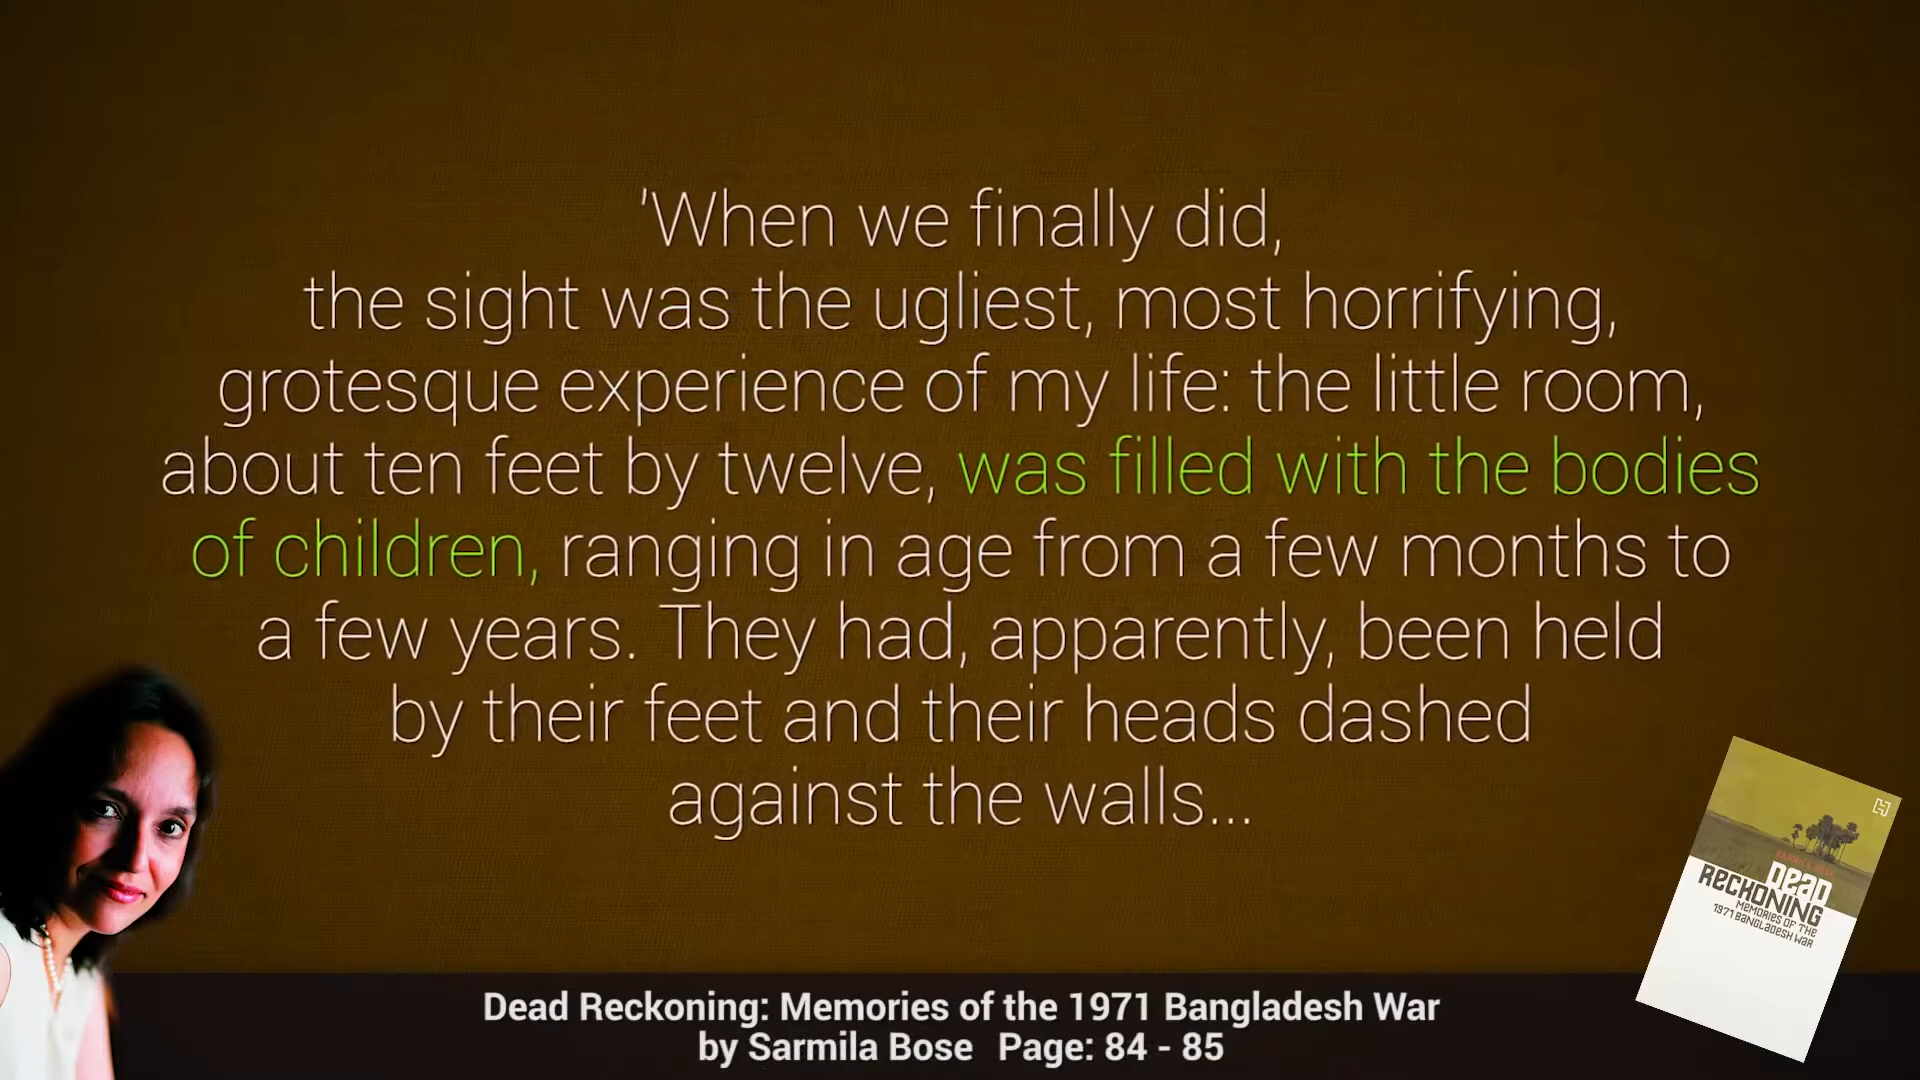 'When we finally did,
the sight was the ugliest, most horrifying,
grotesque experience of my life: the little room,
about ten feet by twelve, was filled with the bodies
of children, ranging in age from a few months to
a few years. They had, apparently, been held
by their feet and their heads dashed
against the walls...
DEAD
RECKONING
MEMORIES OF THE
1971 BANGLADESH WAR
Dead Reckoning: Memories of the 1971 Bangladesh War
by Sarmila Bose Page: 84 - 85